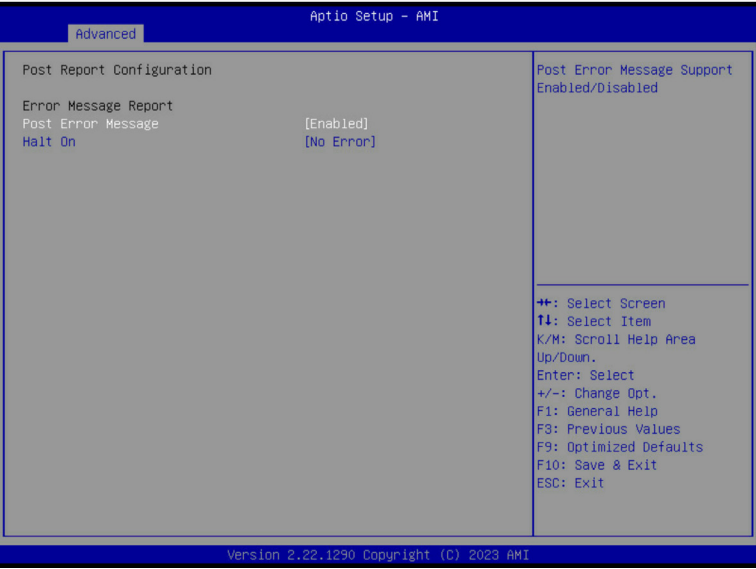 Aptio Setup - AMI
Advanced
Post Report Configuration
Error Message Report
Post Error Message [Enabled]
Halt On [No Error]
Post Error Message Support
Enabled/Disabled
→←: Select Screen
↑↓: Select Item
K/M: Scroll Help Area
Up/Down.
Enter: Select
+/-: Change Opt.
F1: General Help
F3: Previous Values
F9: Optimized Defaults
F10: Save & Exit
ESC: Exit
Version 2.22.1290 Copyright (C) 2023 AMI